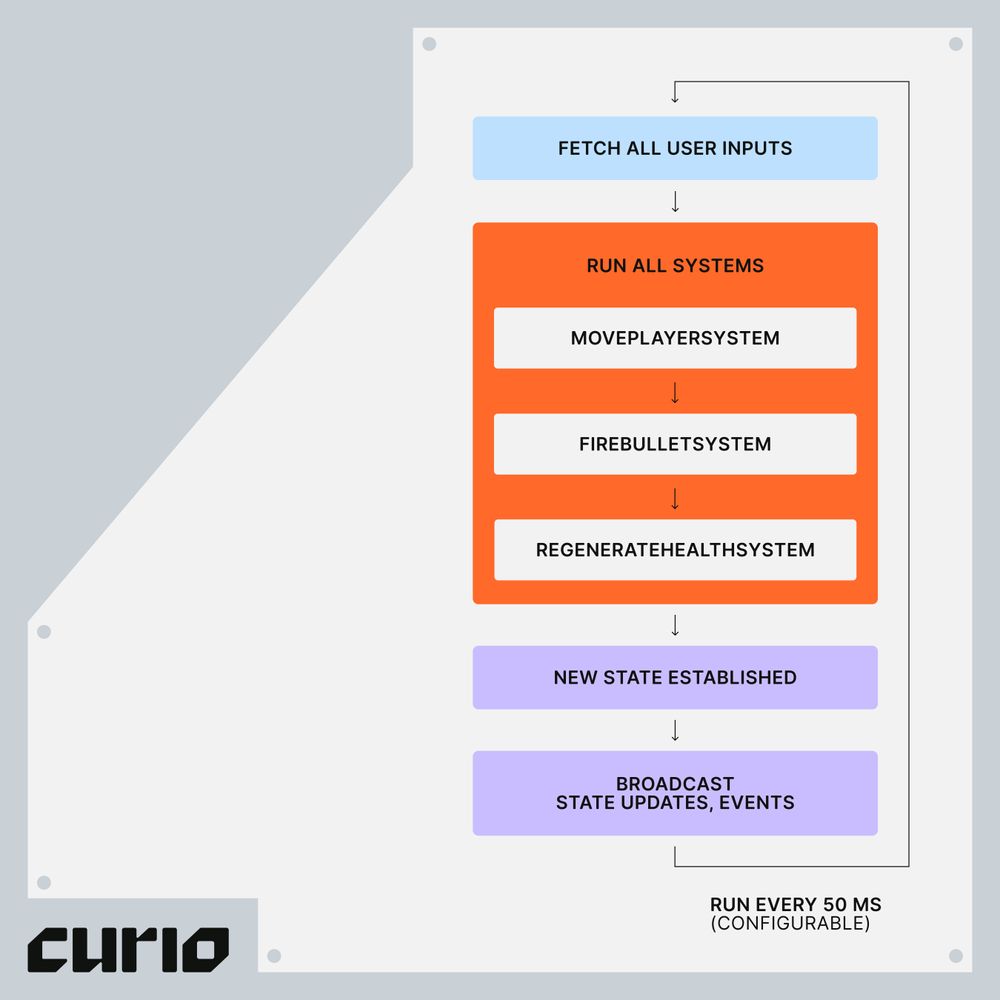 FETCH ALL USER INPUTS
RUN ALL SYSTEMS
MOVEPLAYERSYSTEM
FIREBULLETSYSTEM
REGENERATEHEALTHSYSTEM
NEW STATE ESTABLISHED
BROADCAST
STATE UPDATES, EVENTS
RUN EVERY 50 MS
(CONFIGURABLE)
curio